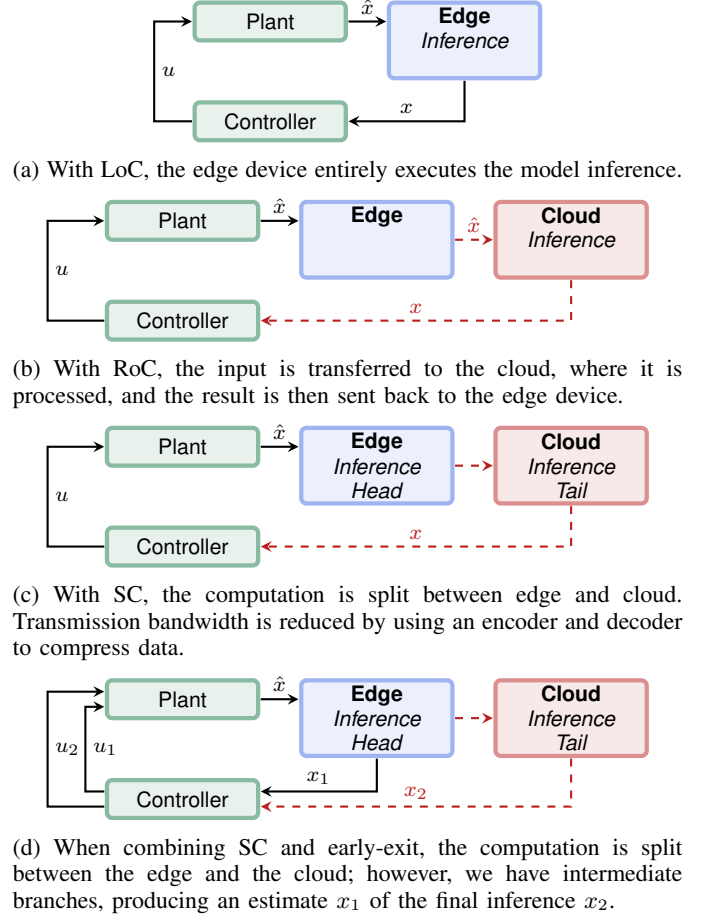 Plant
x̂
Edge
Inference
u
Controller
x
(a) With LoC, the edge device entirely executes the model inference.
Plant
x̂
Edge
x̂
Cloud
Inference
u
Controller
x
(b) With RoC, the input is transferred to the cloud, where it is
processed, and the result is then sent back to the edge device.
Plant
x̂
Edge
Inference
Head
Cloud
Inference
Tail
u
Controller
x
(c) With SC, the computation is split between edge and cloud.
Transmission bandwidth is reduced by using an encoder and decoder
to compress data.
Plant
x̂
Edge
Inference
Head
Cloud
Inference
Tail
u₂
u₁
Controller
x₁
x₂
(d) When combining SC and early-exit, the computation is split
between the edge and the cloud; however, we have intermediate
branches, producing an estimate x₁ of the final inference x₂.